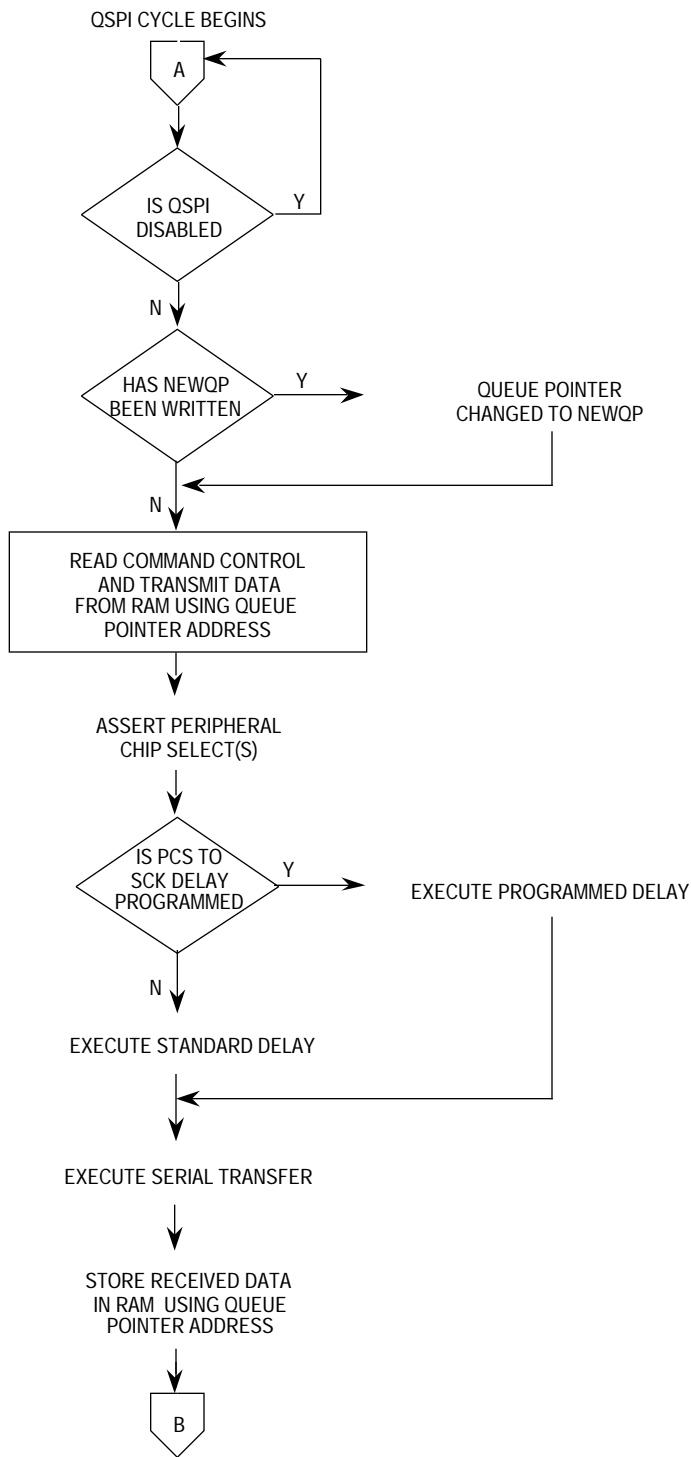 QSPI CYCLE BEGINS
A
IS QSPI
DISABLED
Y
N
HAS NEWQP
BEEN WRITTEN
Y
QUEUE POINTER
CHANGED TO NEWQP
N
READ COMMAND CONTROL
AND TRANSMIT DATA
FROM RAM USING QUEUE
POINTER ADDRESS
ASSERT PERIPHERAL
CHIP SELECT(S)
IS PCS TO
SCK DELAY
PROGRAMMED
Y
EXECUTE PROGRAMMED DELAY
N
EXECUTE STANDARD DELAY
EXECUTE SERIAL TRANSFER
STORE RECEIVED DATA
IN RAM USING QUEUE
POINTER ADDRESS
B